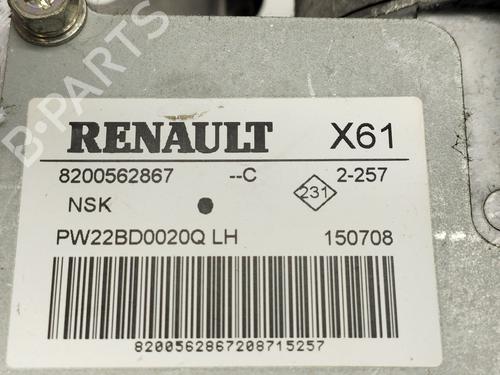 B-PARTS
RENAULT X61
8200562867 --C 231 2-257
NSK
PW22BD0020Q LH 150708
8200562867208715257